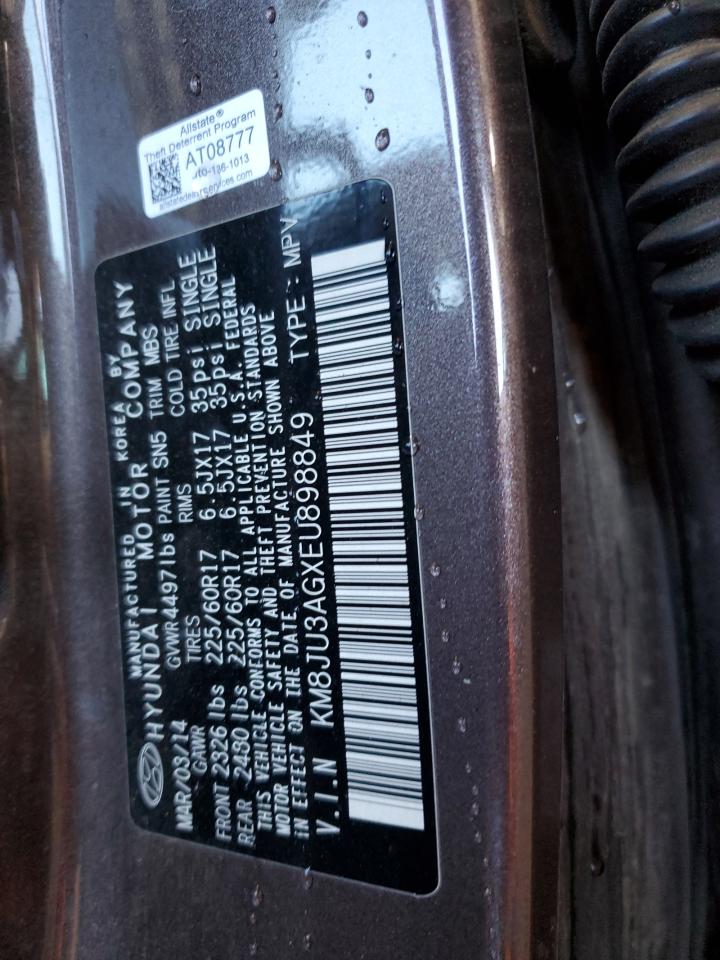 Allstate®
Theft Deterrent Program
AT08777
MANUFACTURED IN KOREA BY
HYUNDAI MOTOR COMPANY
MAR/03/14 GVWR 4497lbs PAINT SN5 TRIM MBS
GAWR TIRES RIMS COLD TIRE INFL
FRONT 2326 lbs 225/60R17 6.5JX17 35psi SINGLE
REAR 2480 lbs 225/60R17 6.5JX17 35psi SINGLE
THIS VEHICLE CONFORMS TO ALL APPLICABLE U.S.A. FEDERAL
MOTOR VEHICLE SAFETY AND THEFT PREVENTION STANDARDS
IN EFFECT ON THE DATE OF MANUFACTURE SHOWN ABOVE
V.I.N KM8JU3AGXEU898849 TYPE : MPV